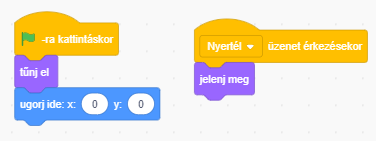 -ra kattintáskor
tűnj el
ugorj ide: x: 0 y: 0
Nyertél üzenet érkezésekor
jelenj meg